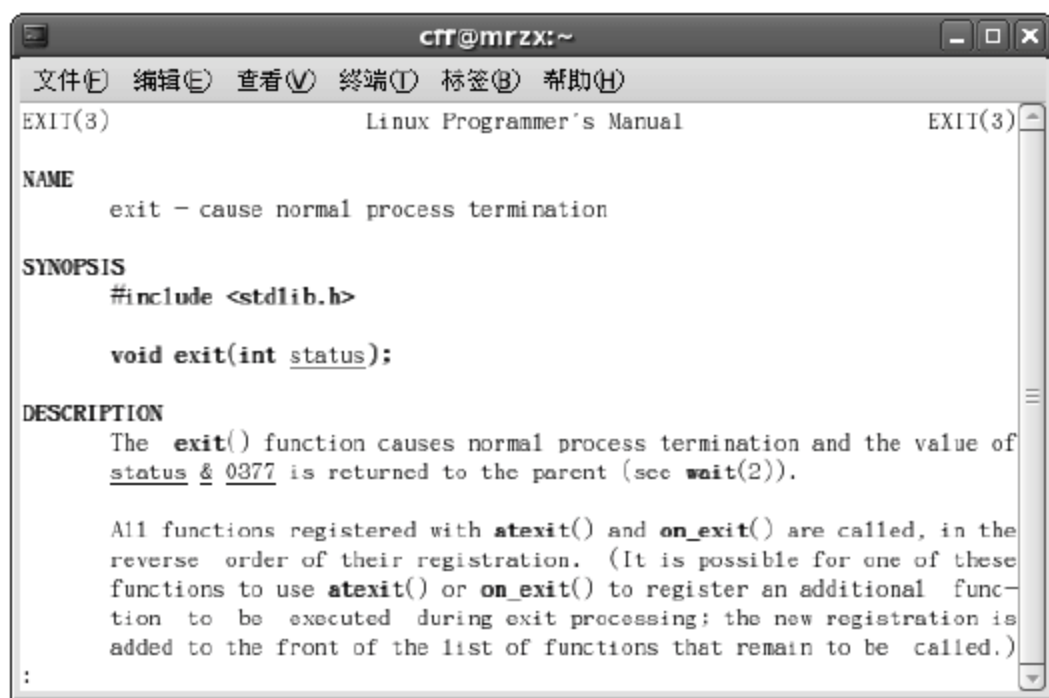 cff@mrzx:~
文件(F) 编辑(E) 查看(V) 终端(T) 标签(B) 帮助(H)
EXIT(3) Linux Programmer's Manual EXIT(3)
NAME
exit - cause normal process termination
SYNOPSIS
#include <stdlib.h>
void exit(int status);
DESCRIPTION
The exit() function causes normal process termination and the value of
status & 0377 is returned to the parent (see wait(2)).
All functions registered with atexit() and on_exit() are called, in the
reverse order of their registration. (It is possible for one of these
functions to use atexit() or on_exit() to register an additional func-
tion to be executed during exit processing; the new registration is
added to the front of the list of functions that remain to be called.)
: